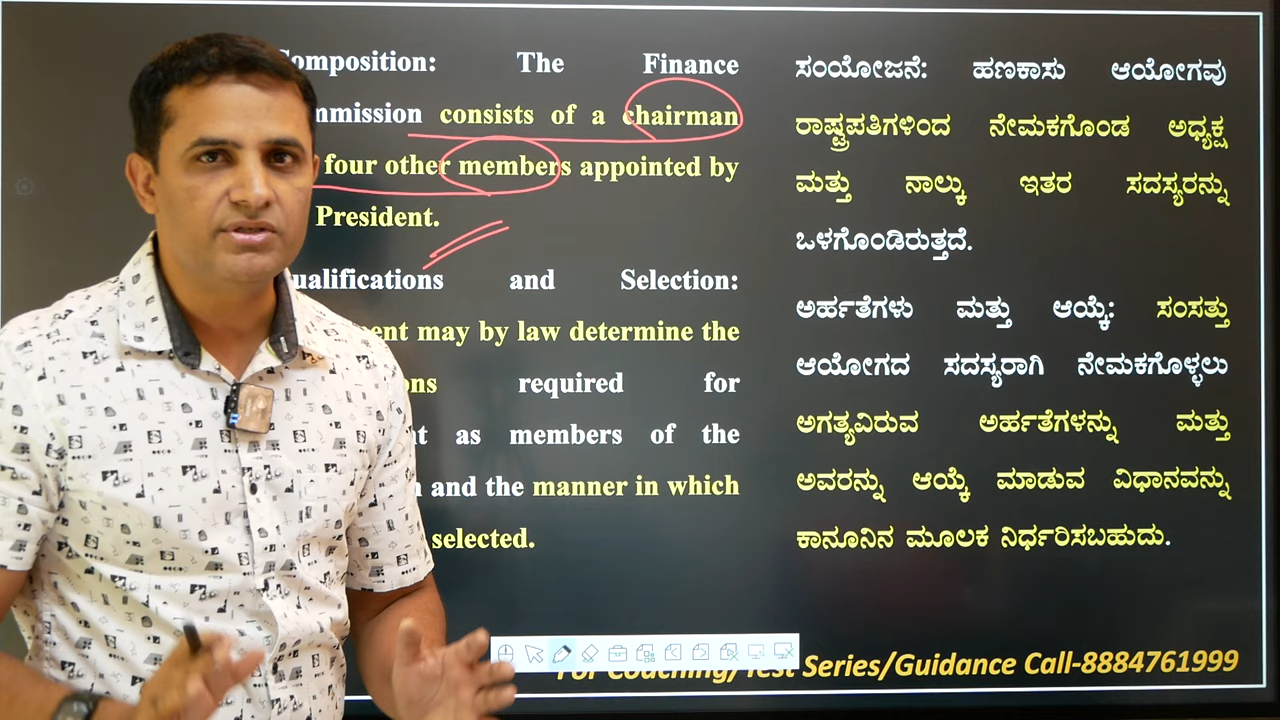 Composition: The Finance
mmission consists of a chairman
four other members appointed by
President.
ualifications and Selection:
ent may by law determine the
ons required for
t as members of the
and the manner in which
selected.
ಸಂಯೋಜನೆ: ಹಣಕಾಸು ಆಯೋಗವು
ರಾಷ್ಟ್ರಪತಿಗಳಿಂದ ನೇಮಕಗೊಂಡ ಅಧ್ಯಕ್ಷ
ಮತ್ತು ನಾಲ್ಕು ಇತರ ಸದಸ್ಯರನ್ನು
ಒಳಗೊಂಡಿರುತ್ತದೆ.
ಅರ್ಹತೆಗಳು ಮತ್ತು ಆಯ್ಕೆ: ಸಂಸತ್ತು
ಆಯೋಗದ ಸದಸ್ಯರಾಗಿ ನೇಮಕಗೊಳ್ಳಲು
ಅಗತ್ಯವಿರುವ ಅರ್ಹತೆಗಳನ್ನು ಮತ್ತು
ಅವರನ್ನು ಆಯ್ಕೆ ಮಾಡುವ ವಿಧಾನವನ್ನು
ಕಾನೂನಿನ ಮೂಲಕ ನಿರ್ಧರಿಸಬಹುದು.
For Coaching/Test Series/Guidance Call-8884761999